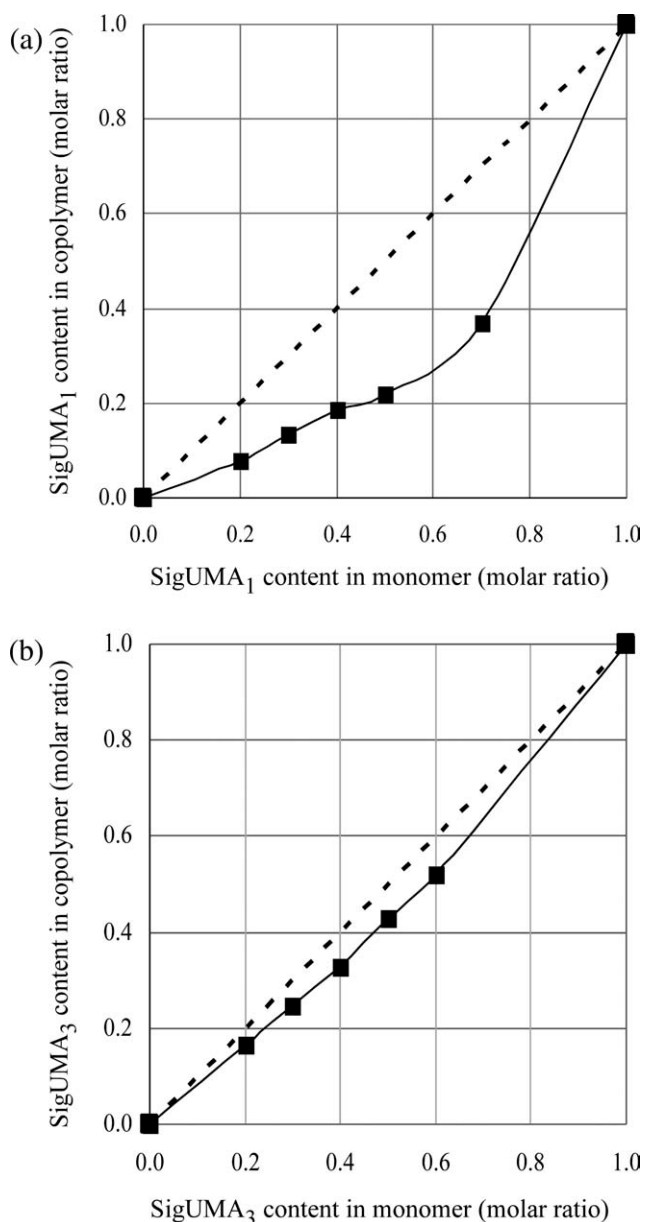 (a)
SigUMA1 content in copolymer (molar ratio)
1.0
0.8
0.6
0.4
0.2
0.0
0.0 0.2 0.4 0.6 0.8 1.0
SigUMA1 content in monomer (molar ratio)
(b)
SigUMA3 content in copolymer (molar ratio)
1.0
0.8
0.6
0.4
0.2
0.0
0.0 0.2 0.4 0.6 0.8 1.0
SigUMA3 content in monomer (molar ratio)